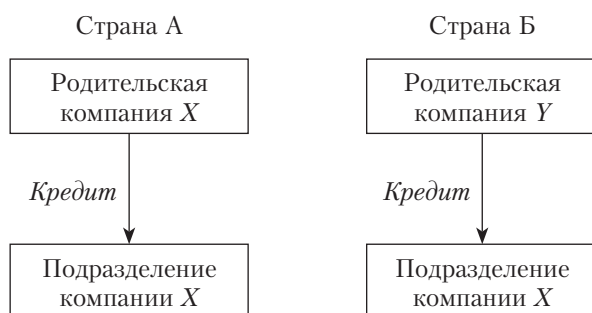 Страна А
Родительская
компания X
Кредит
Подразделение
компании X
Страна Б
Родительская
компания Y
Кредит
Подразделение
компании X